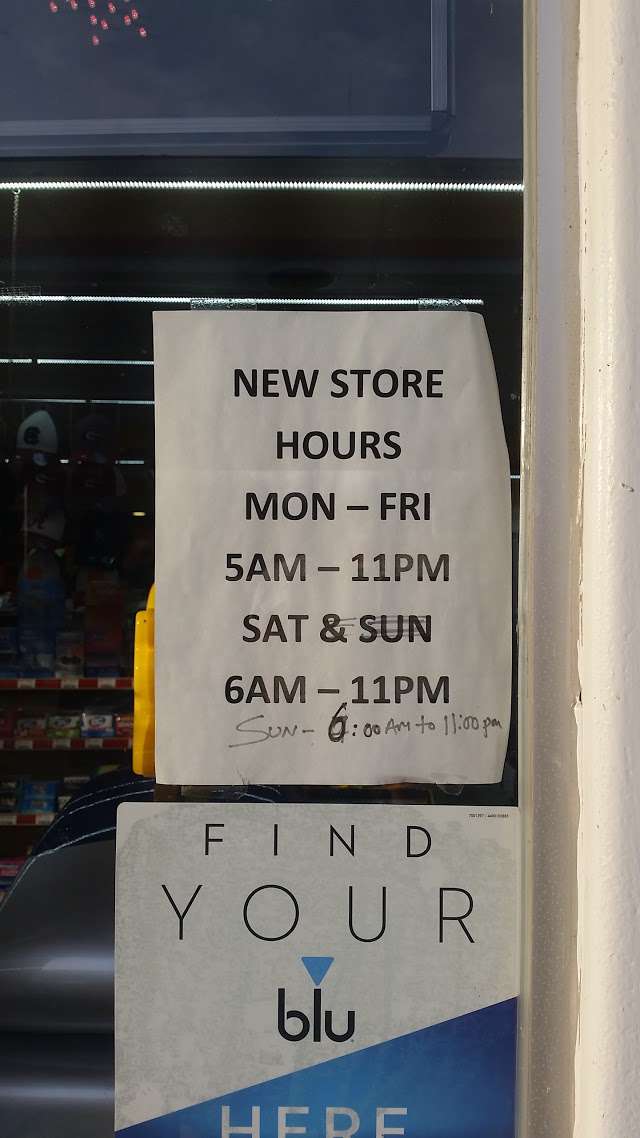 NEW STORE
HOURS
MON – FRI
5AM – 11PM
SAT & SUN
6AM – 11PM
SUN - 6:00 AM to 11:00 pm
FIND
YOUR
blu
HERE